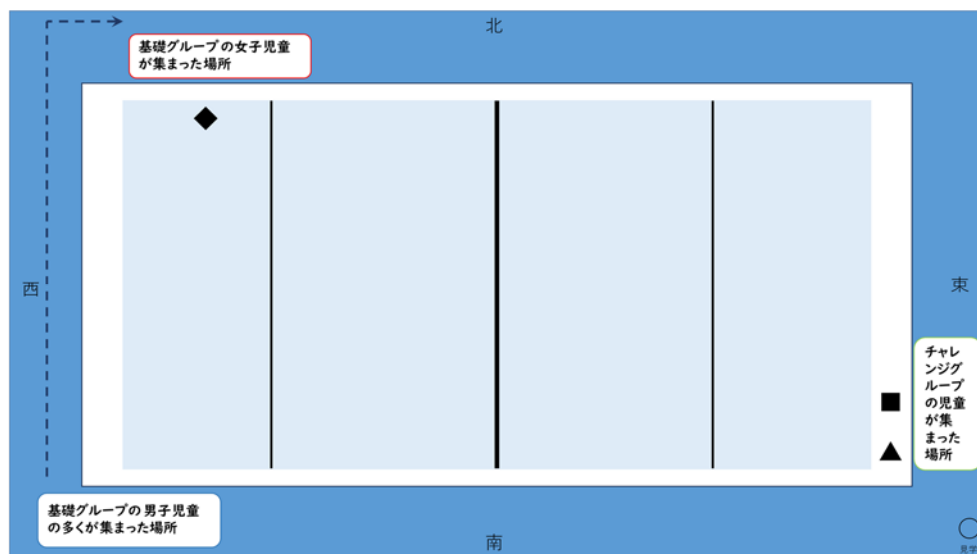 北
基礎グループの女子児童
が集まった場所
西
東
チャレ
ンジグ
ループ
の児童
が集
まった
場所
基礎グループの男子児童
の多くが集まった場所
南
見学